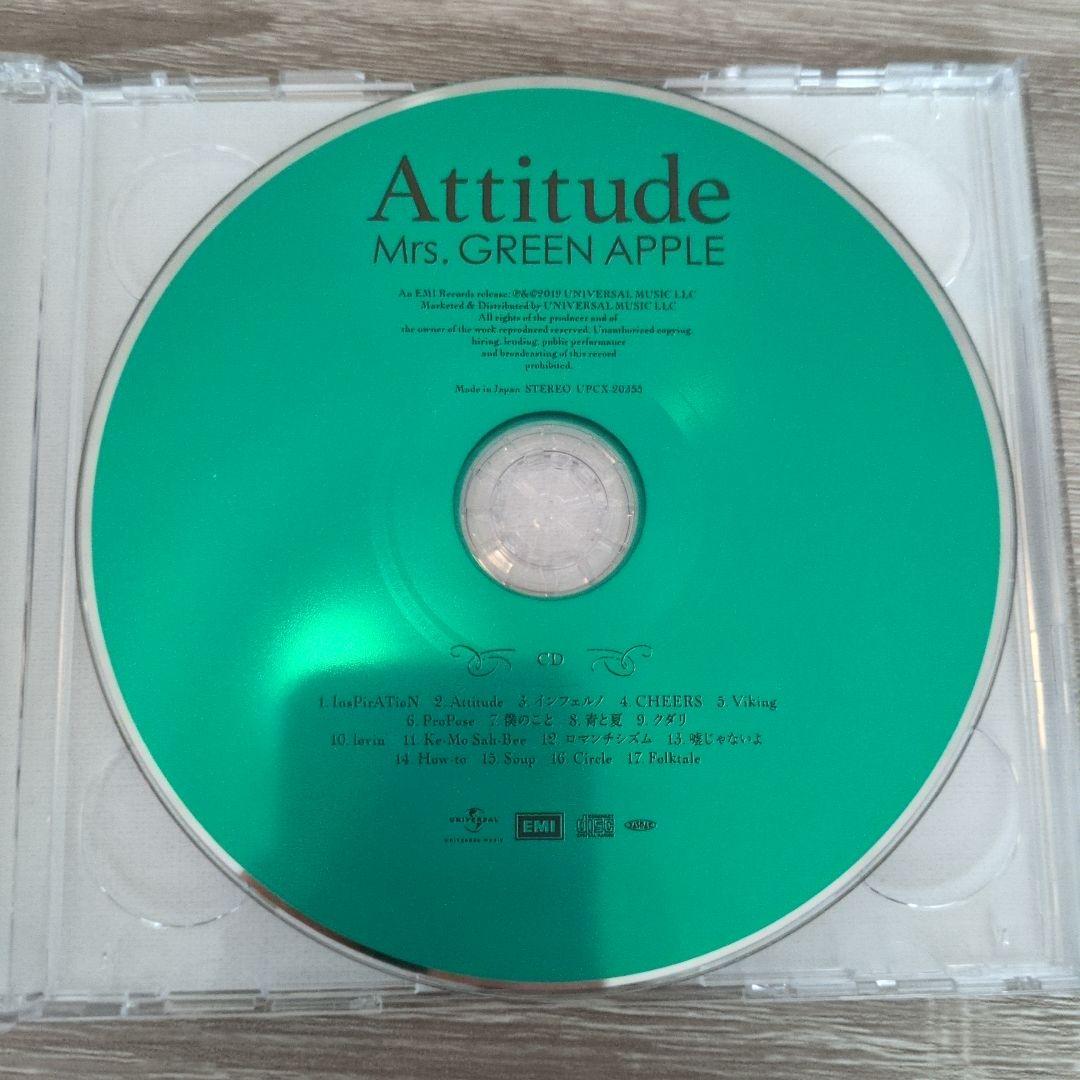 Attitude
Mrs. GREEN APPLE
An EMI Records release: ℗&©2019 UNIVERSAL MUSIC LLC
Marketed & Distributed by UNIVERSAL MUSIC LLC
All rights of the producer and of
the owner of the work reproduced reserved. Unauthorized copying,
hiring, lending, public performance
and broadcasting of this record
prohibited.
Made in Japan STEREO UPCX-20355
CD
1. InsPirATioN 2. Attitude 3. インフェルノ 4. CHEERS 5. Viking
6. ProPose 7. 僕のこと 8. 青と夏 9. クダリ
10. lovin' 11. Ke-Mo Sah-Bee 12. ロマンチシズム 13. 嘘じゃないよ
14. How-to 15. Soup 16. Circle 17. Folktale
UNIVERSAL EMI disc
UNIVERSAL MUSIC